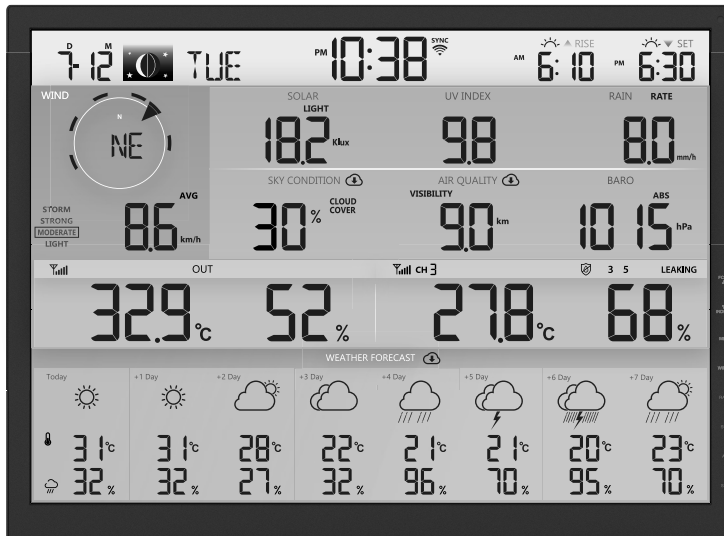 D M
7-12 TUE PM 10:38 SYNC AM RISE 6:10 PM SET 6:30
WIND
N
NE
STORM
STRONG
MODERATE
LIGHT
AVG
8.6 km/h
SOLAR UV INDEX RAIN RATE
LIGHT
18.2 Klux 9.8 8.0 mm/h
SKY CONDITION AIR QUALITY BARO
VISIBILITY ABS
30 % CLOUD COVER 9.0 km 1015 hPa
OUT CH 3 3 5 LEAKING
32.9 °C 52 % 27.8 °C 68 %
WEATHER FORECAST
Today +1 Day +2 Day +3 Day +4 Day +5 Day +6 Day +7 Day
31°C 31°C 28°C 22°C 21°C 21°C 20°C 23°C
32% 32% 27% 32% 96% 70% 95% 70%